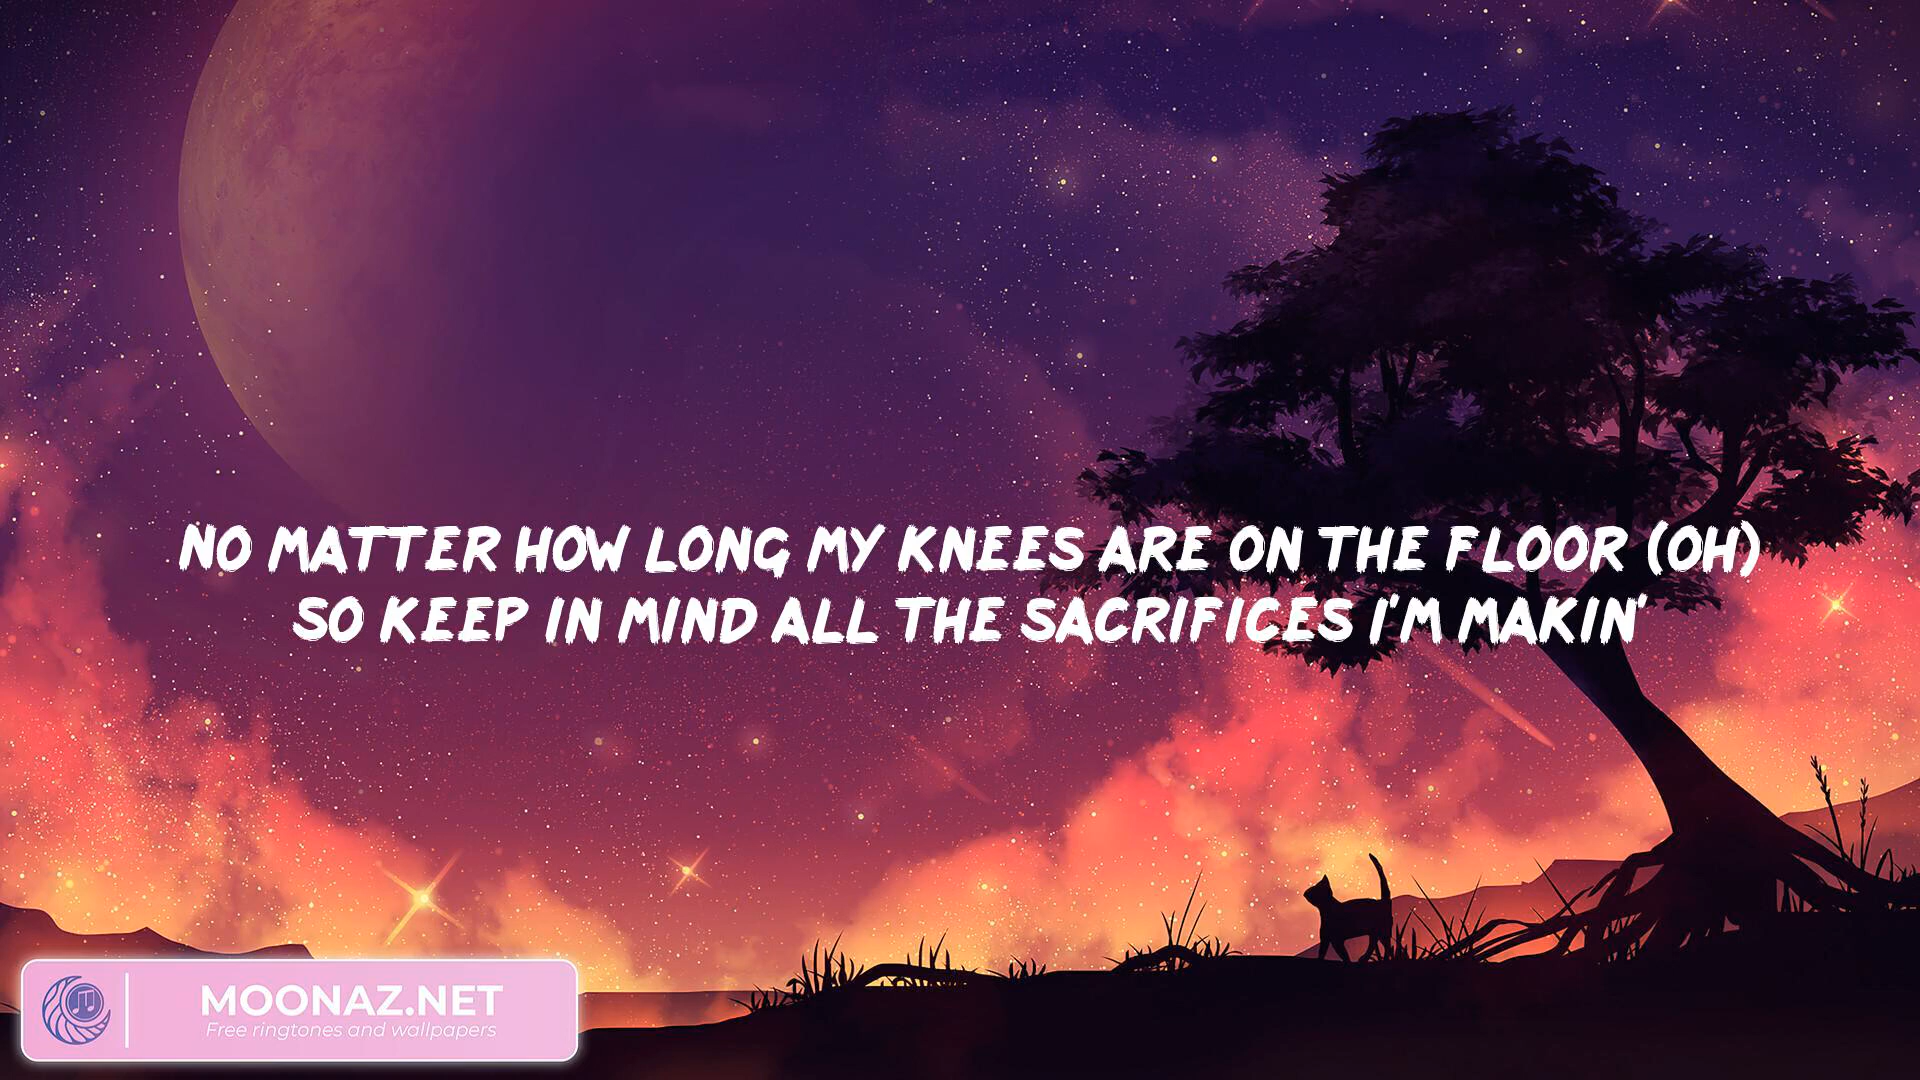 NO MATTER HOW LONG MY KNEES ARE ON THE FLOOR (OH)
SO KEEP IN MIND ALL THE SACRIFICES I'M MAKIN'
MOONAZ.NET
Free ringtones and wallpapers